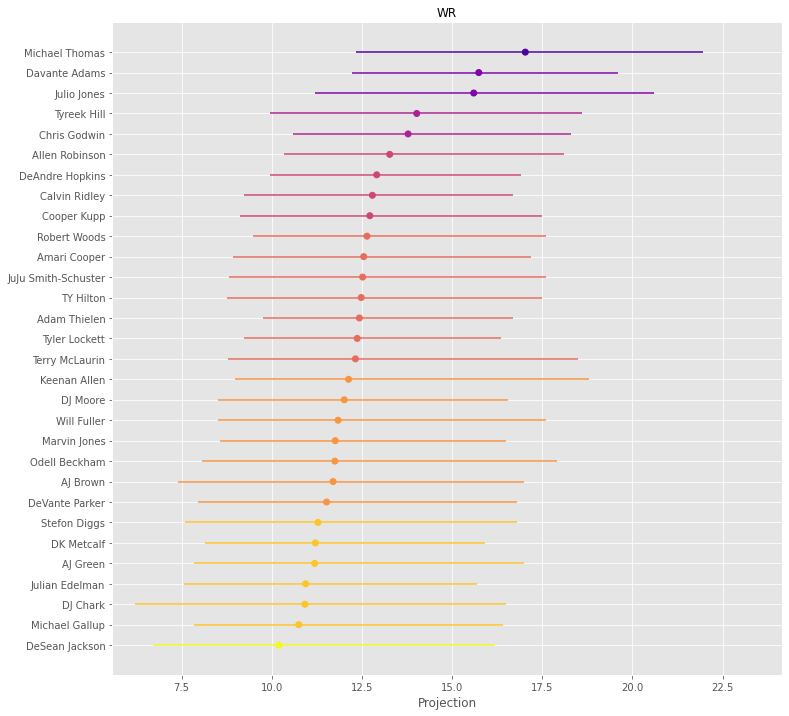 WR
Michael Thomas
Davante Adams
Julio Jones
Tyreek Hill
Chris Godwin
Allen Robinson
DeAndre Hopkins
Calvin Ridley
Cooper Kupp
Robert Woods
Amari Cooper
JuJu Smith-Schuster
TY Hilton
Adam Thielen
Tyler Lockett
Terry McLaurin
Keenan Allen
DJ Moore
Will Fuller
Marvin Jones
Odell Beckham
AJ Brown
DeVante Parker
Stefon Diggs
DK Metcalf
AJ Green
Julian Edelman
DJ Chark
Michael Gallup
DeSean Jackson
7.5 10.0 12.5 15.0 17.5 20.0 22.5
Projection